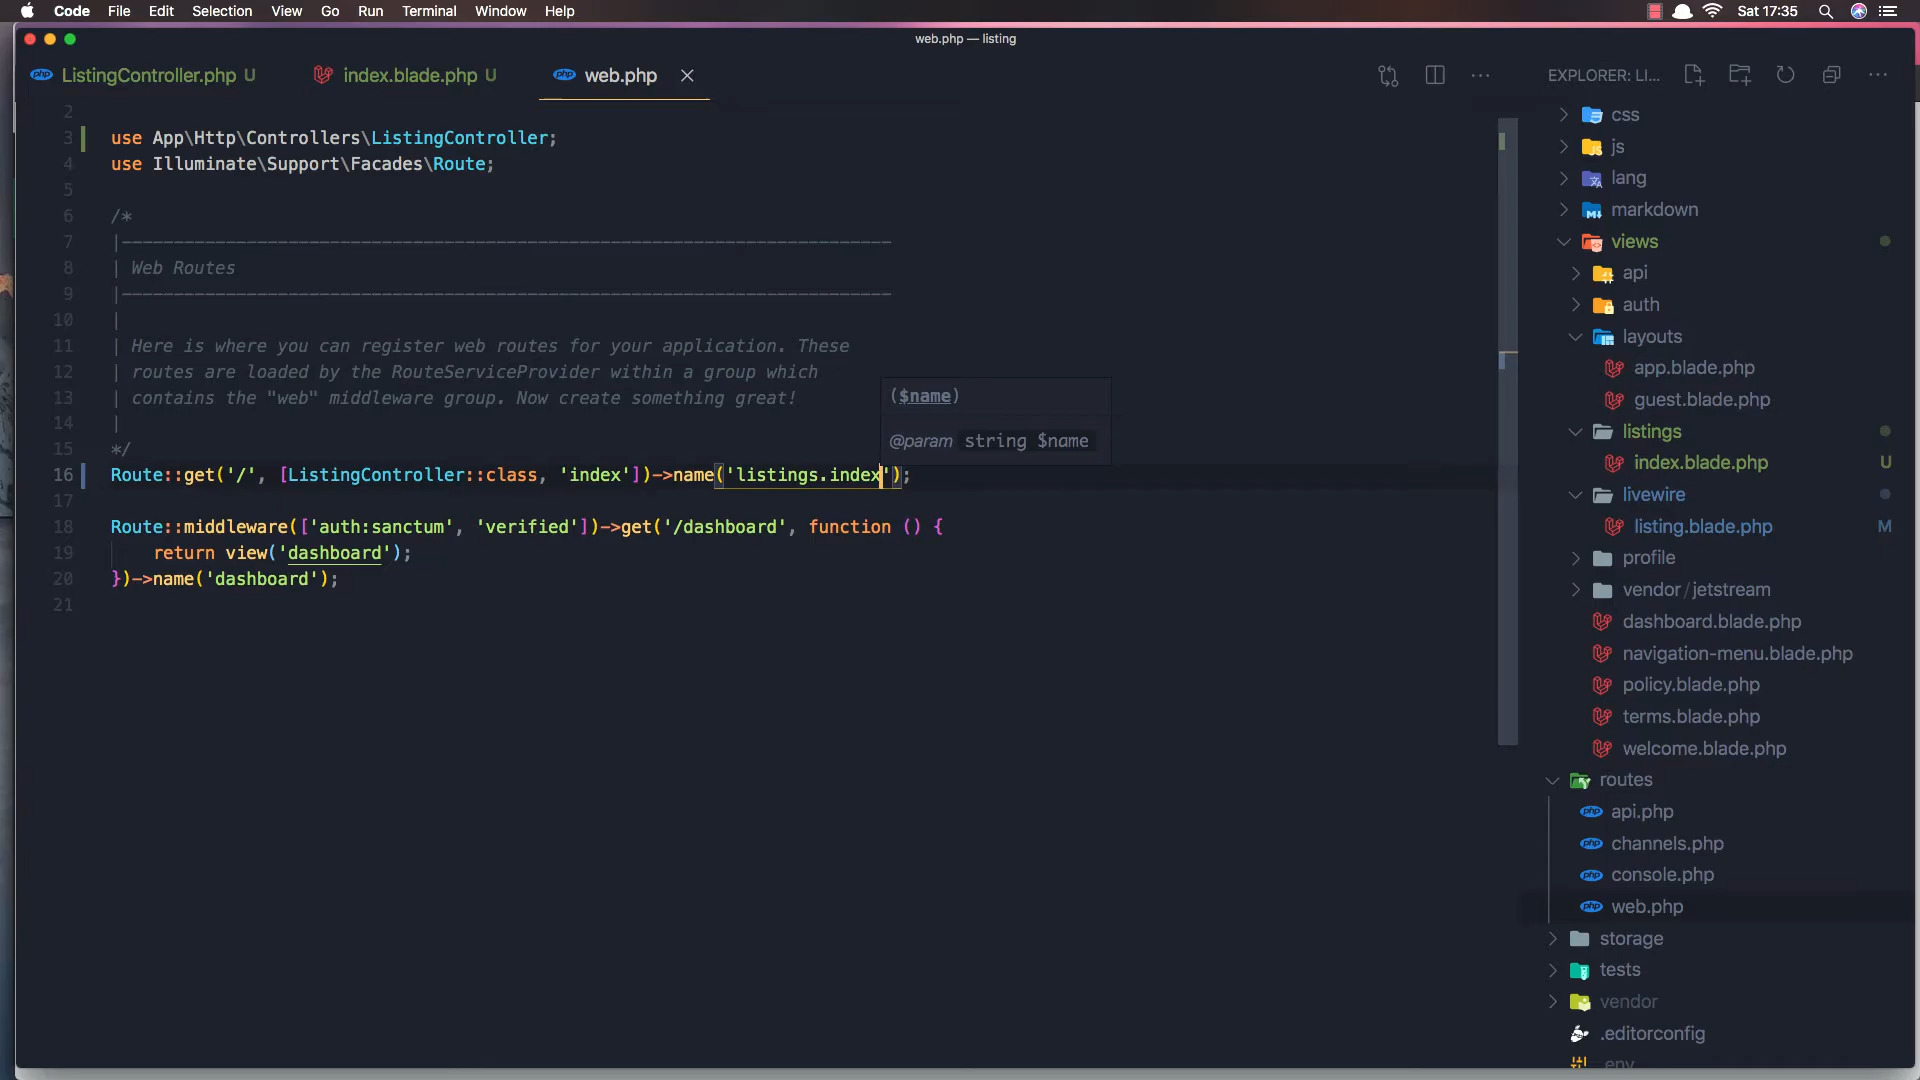 Code File Edit Selection View Go Run Terminal Window Help Sat 17:35
web.php — listing
ListingController.php U index.blade.php U web.php EXPLORER: LI...
2
3 use App\Http\Controllers\ListingController;
4 use Illuminate\Support\Facades\Route;
5
6 /*
7 |--------------------------------------------------------------------------
8 | Web Routes
9 |--------------------------------------------------------------------------
10 |
11 | Here is where you can register web routes for your application. These
12 | routes are loaded by the RouteServiceProvider within a group which
13 | contains the "web" middleware group. Now create something great!
14 |
15 */
($name)
@param string $name
16 Route::get('/', [ListingController::class, 'index'])->name('listings.index');
17
18 Route::middleware(['auth:sanctum', 'verified'])->get('/dashboard', function () {
19 return view('dashboard');
20 })->name('dashboard');
21
css
js
lang
markdown
views
api
auth
layouts
app.blade.php
guest.blade.php
listings
index.blade.php U
livewire
listing.blade.php M
profile
vendor/jetstream
dashboard.blade.php
navigation-menu.blade.php
policy.blade.php
terms.blade.php
welcome.blade.php
routes
api.php
channels.php
console.php
web.php
storage
tests
vendor
.editorconfig
.env